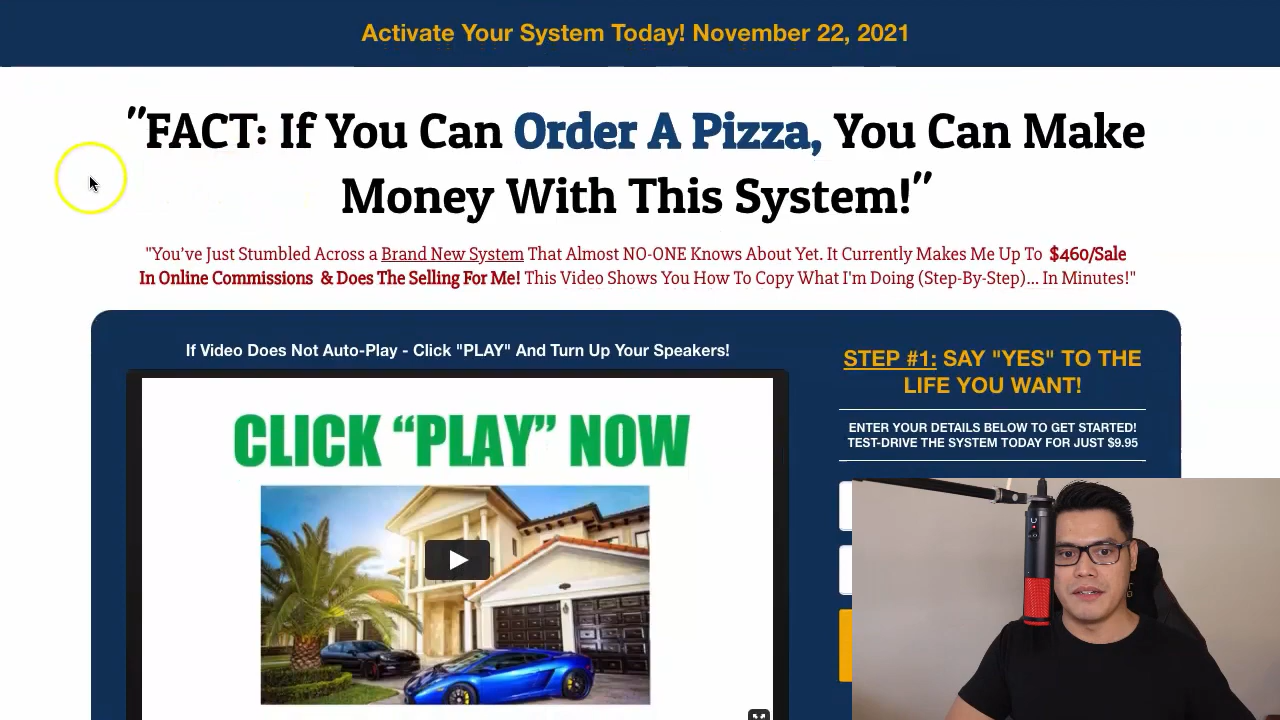 Activate Your System Today! November 22, 2021
"FACT: If You Can Order A Pizza, You Can Make
Money With This System!"
"You've Just Stumbled Across a Brand New System That Almost NO-ONE Knows About Yet. It Currently Makes Me Up To $460/Sale
In Online Commissions & Does The Selling For Me! This Video Shows You How To Copy What I'm Doing (Step-By-Step)... In Minutes!"
If Video Does Not Auto-Play - Click "PLAY" And Turn Up Your Speakers!
CLICK “PLAY” NOW
STEP #1: SAY "YES" TO THE
LIFE YOU WANT!
ENTER YOUR DETAILS BELOW TO GET STARTED!
TEST-DRIVE THE SYSTEM TODAY FOR JUST $9.95